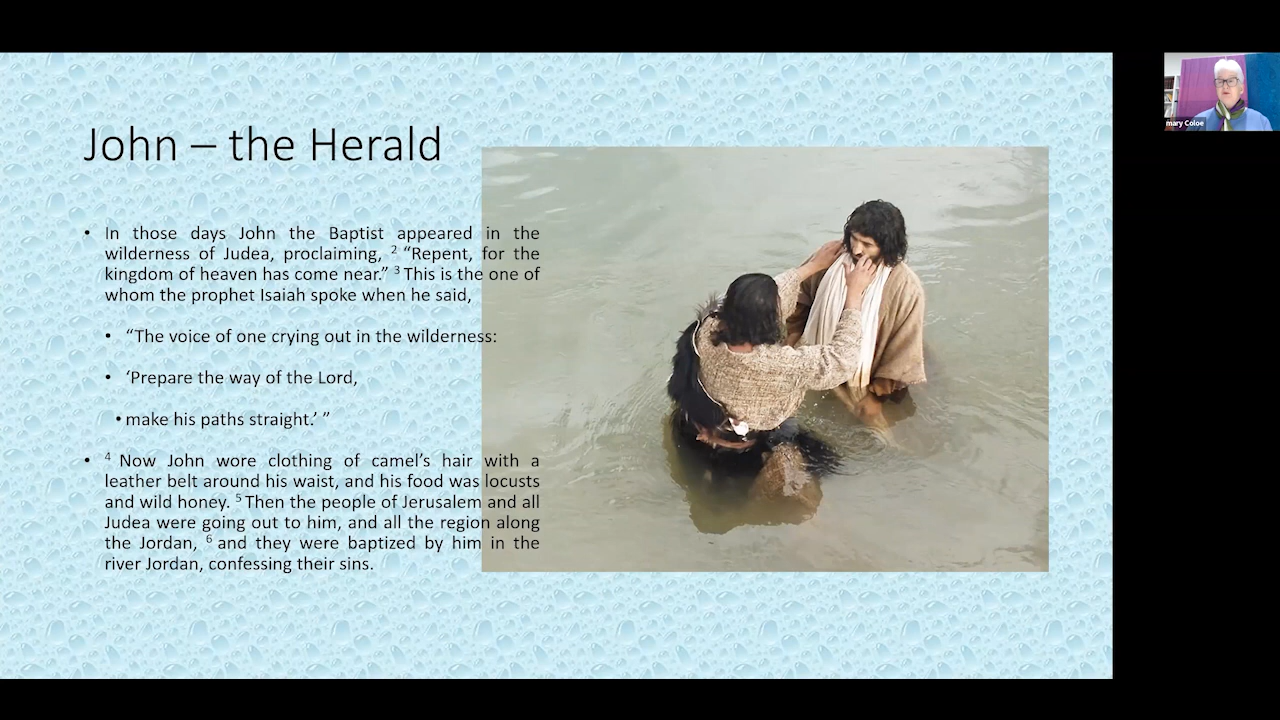 John – the Herald
• In those days John the Baptist appeared in the
wilderness of Judea, proclaiming, ² “Repent, for the
kingdom of heaven has come near.” ³ This is the one of
whom the prophet Isaiah spoke when he said,
• “The voice of one crying out in the wilderness:
• ‘Prepare the way of the Lord,
• make his paths straight.’ ”
• ⁴ Now John wore clothing of camel’s hair with a
leather belt around his waist, and his food was locusts
and wild honey. ⁵ Then the people of Jerusalem and all
Judea were going out to him, and all the region along
the Jordan, ⁶ and they were baptized by him in the
river Jordan, confessing their sins.
mary Coloe